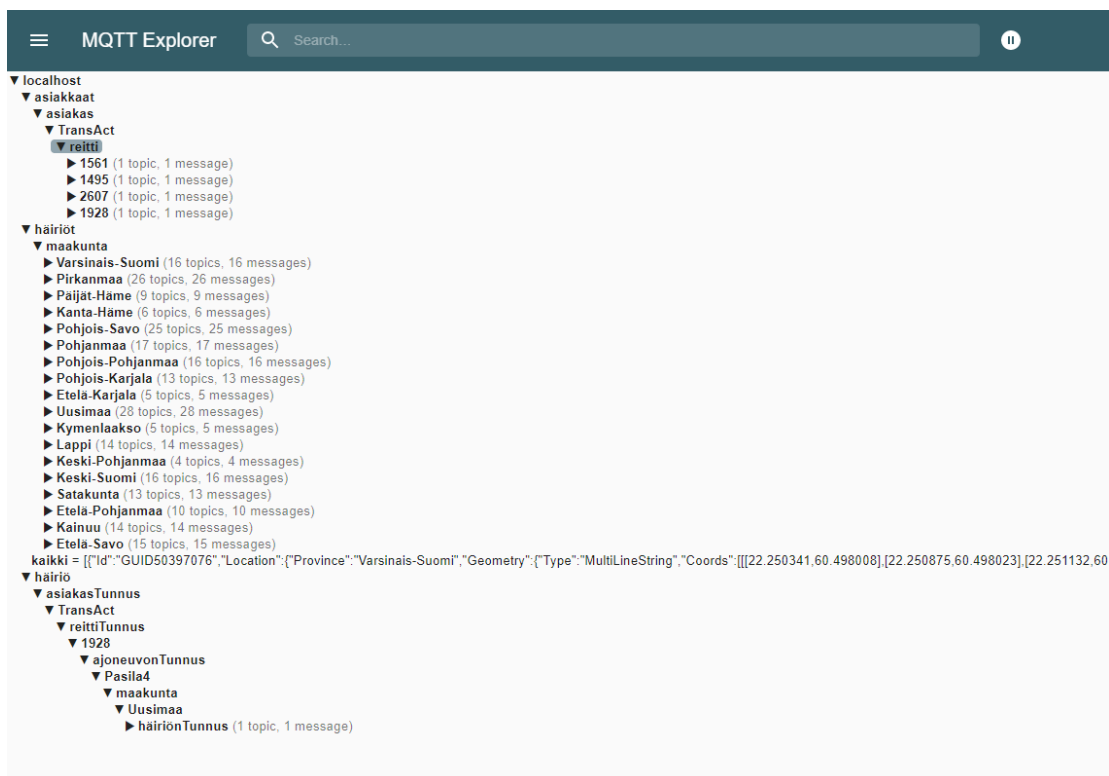 MQTT Explorer Search...
▼ localhost
▼ asiakkaat
▼ asiakas
▼ TransAct
▼ reitti
▶ 1561 (1 topic, 1 message)
▶ 1495 (1 topic, 1 message)
▶ 2607 (1 topic, 1 message)
▶ 1928 (1 topic, 1 message)
▼ häiriöt
▼ maakunta
▶ Varsinais-Suomi (16 topics, 16 messages)
▶ Pirkanmaa (26 topics, 26 messages)
▶ Päijät-Häme (9 topics, 9 messages)
▶ Kanta-Häme (6 topics, 6 messages)
▶ Pohjois-Savo (25 topics, 25 messages)
▶ Pohjanmaa (17 topics, 17 messages)
▶ Pohjois-Pohjanmaa (16 topics, 16 messages)
▶ Pohjois-Karjala (13 topics, 13 messages)
▶ Etelä-Karjala (5 topics, 5 messages)
▶ Uusimaa (28 topics, 28 messages)
▶ Kymenlaakso (5 topics, 5 messages)
▶ Lappi (14 topics, 14 messages)
▶ Keski-Pohjanmaa (4 topics, 4 messages)
▶ Keski-Suomi (16 topics, 16 messages)
▶ Satakunta (13 topics, 13 messages)
▶ Etelä-Pohjanmaa (10 topics, 10 messages)
▶ Kainuu (14 topics, 14 messages)
▶ Etelä-Savo (15 topics, 15 messages)
kaikki = [{"Id":"GUID50397076","Location":{"Province":"Varsinais-Suomi","Geometry":{"Type":"MultiLineString","Coords":[[[22.250341,60.498008],[22.250875,60.498023],[22.251132,60
▼ häiriö
▼ asiakasTunnus
▼ TransAct
▼ reittiTunnus
▼ 1928
▼ ajoneuvonTunnus
▼ Pasila4
▼ maakunta
▼ Uusimaa
▶ häiriönTunnus (1 topic, 1 message)